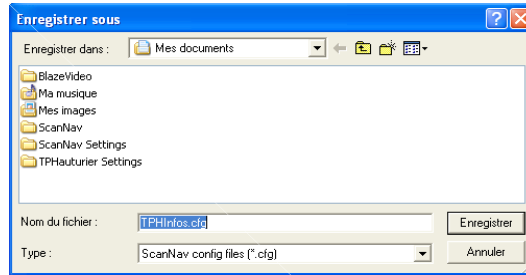 Enregistrer sous
Enregistrer dans :
Mes documents
BlazeVideo
Ma musique
Mes images
ScanNav
ScanNav Settings
TPHauturier Settings
Nom du fichier :
TPHInfos.cfg
Enregistrer
Type :
ScanNav config files (*.cfg)
Annuler